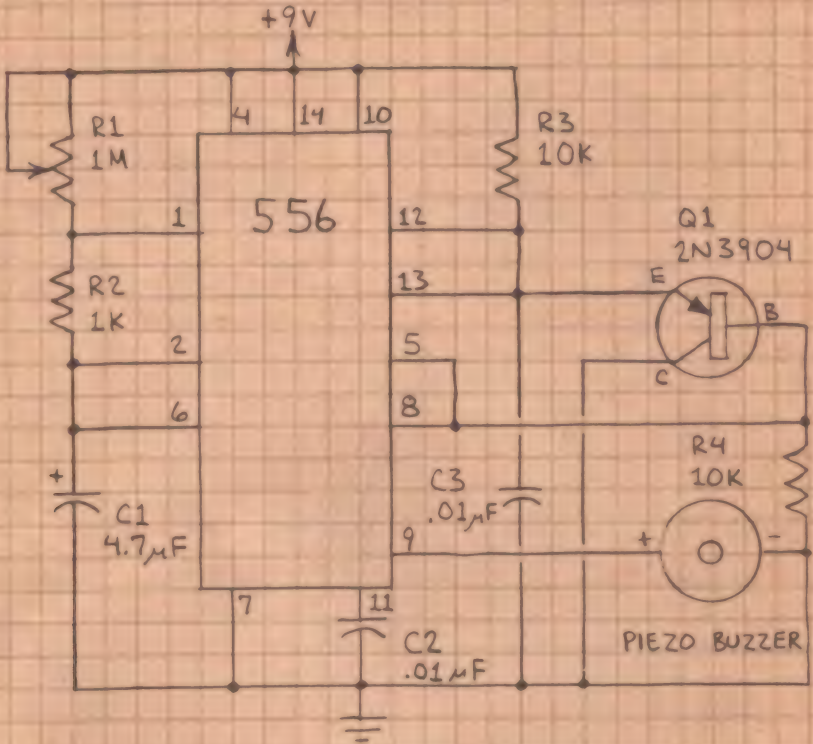 +9V
4 14 10
R1
1M
R3
10K
556
1
12
Q1
2N3904
13
E
R2
1K
B
2
5
C
6
8
+
R4
10K
C3
.01µF
C1
4.7µF
9
+ -
7
11
C2
.01µF
PIEZO BUZZER